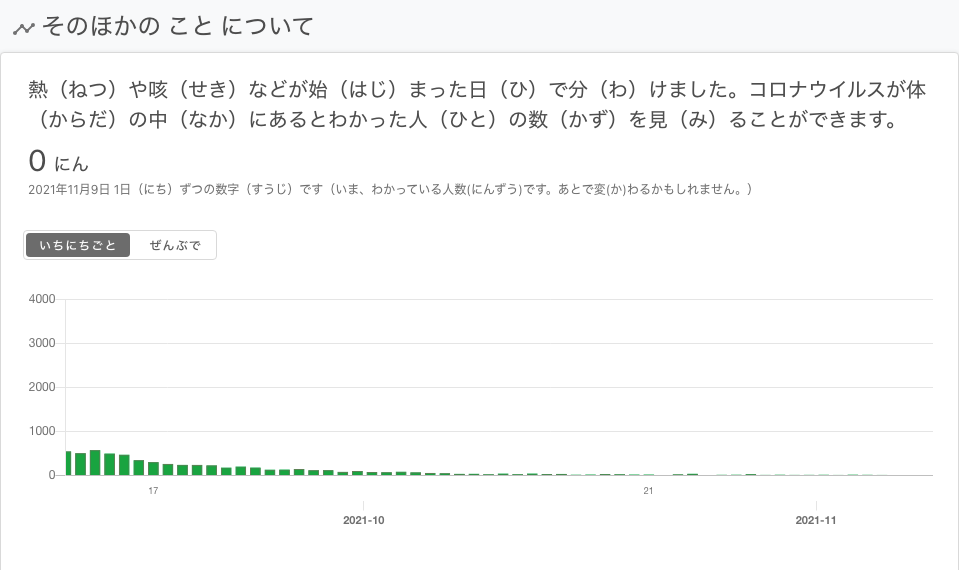 そのほかの こと について
熱（ねつ）や咳（せき）などが始（はじ）まった日（ひ）で分（わ）けました。コロナウイルスが体
（からだ）の中（なか）にあるとわかった人（ひと）の数（かず）を見（み）ることができます。
0 にん
2021年11月9日 1日（にち）ずつの数字（すうじ）です（いま、わかっている人数(にんずう)です。あとで変(か)わるかもしれません。）
いちにちごと ぜんぶで
4000
3000
2000
1000
0
17 21
2021-10 2021-11